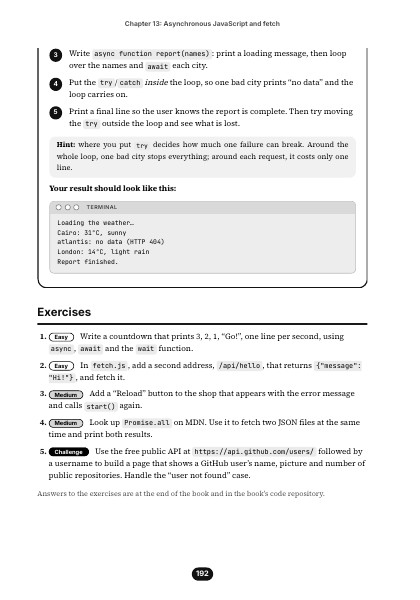 Chapter 13: Asynchronous JavaScript and fetch
3 Write async function report(names) : print a loading message, then loop
over the names and await each city.
4 Put the try / catch inside the loop, so one bad city prints “no data” and the
loop carries on.
5 Print a final line so the user knows the report is complete. Then try moving
the try outside the loop and see what is lost.
Hint: where you put try decides how much one failure can break. Around the
whole loop, one bad city stops everything; around each request, it costs only one
line.
Your result should look like this:
TERMINAL
Loading the weather…
Cairo: 31°C, sunny
atlantis: no data (HTTP 404)
London: 14°C, light rain
Report finished.
Exercises
1. Easy Write a countdown that prints 3, 2, 1, “Go!”, one line per second, using
async , await and the wait function.
2. Easy In fetch.js , add a second address, /api/hello , that returns {"message":
"Hi!"} , and fetch it.
3. Medium Add a “Reload” button to the shop that appears with the error message
and calls start() again.
4. Medium Look up Promise.all on MDN. Use it to fetch two JSON files at the same
time and print both results.
5. Challenge Use the free public API at https://api.github.com/users/ followed by
a username to build a page that shows a GitHub user’s name, picture and number of
public repositories. Handle the “user not found” case.
Answers to the exercises are at the end of the book and in the book’s code repository.
192